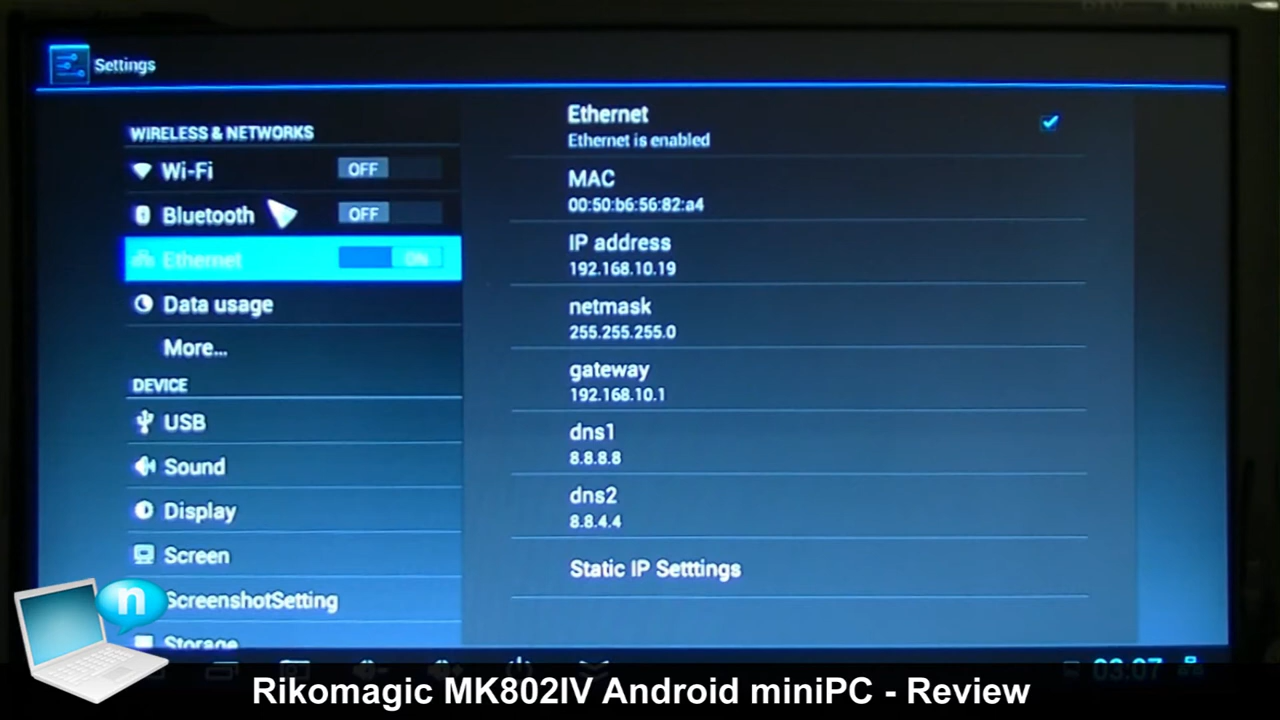 Settings
WIRELESS & NETWORKS
Wi-Fi OFF
Bluetooth OFF
Ethernet ON
Data usage
More...
DEVICE
USB
Sound
Display
Screen
ScreenshotSetting
Storage
Ethernet
Ethernet is enabled
MAC
00:50:b6:56:82:a4
IP address
192.168.10.19
netmask
255.255.255.0
gateway
192.168.10.1
dns1
8.8.8.8
dns2
8.8.4.4
Static IP Setttings
03:07
n
Rikomagic MK802IV Android miniPC - Review